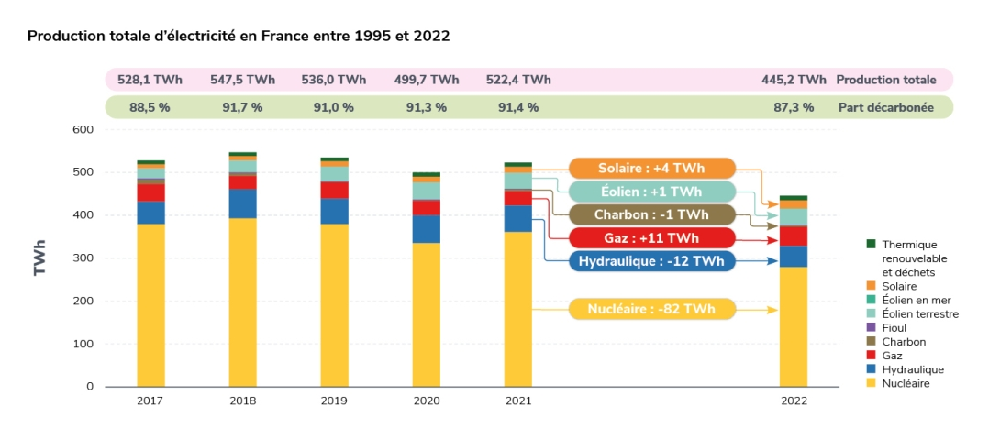 Production totale d'électricité en France entre 1995 et 2022
528,1 TWh 547,5 TWh 536,0 TWh 499,7 TWh 522,4 TWh 445,2 TWh Production totale
88,5 % 91,7 % 91,0 % 91,3 % 91,4 % 87,3 % Part décarbonée
TWh
600
500
400
300
200
100
0
Solaire : +4 TWh
Éolien : +1 TWh
Charbon : -1 TWh
Gaz : +11 TWh
Hydraulique : -12 TWh
Nucléaire : -82 TWh
Thermique
renouvelable
et déchets
Solaire
Éolien en mer
Éolien terrestre
Fioul
Charbon
Gaz
Hydraulique
Nucléaire
2017 2018 2019 2020 2021 2022